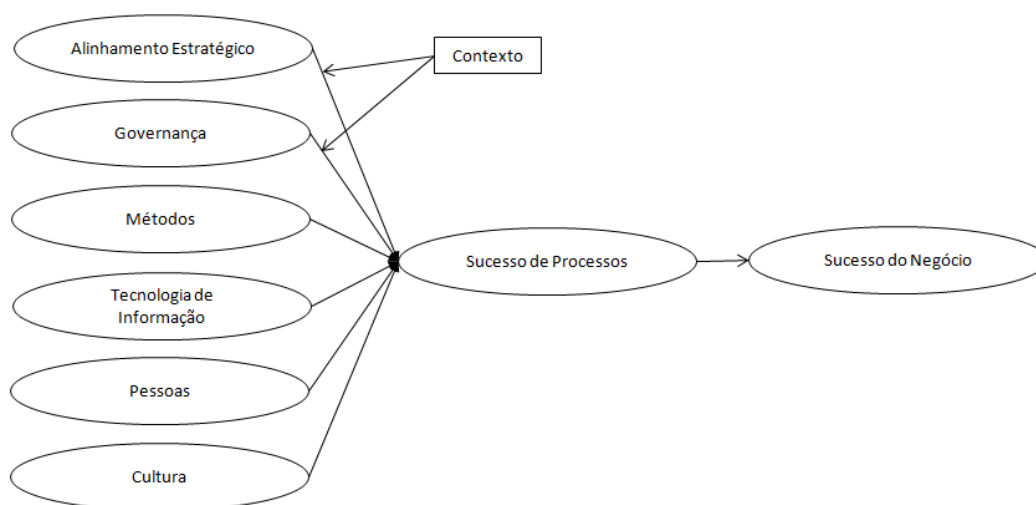 Alinhamento Estratégico
Contexto
Governança
Métodos
Sucesso de Processos
Sucesso do Negócio
Tecnologia de
Informação
Pessoas
Cultura